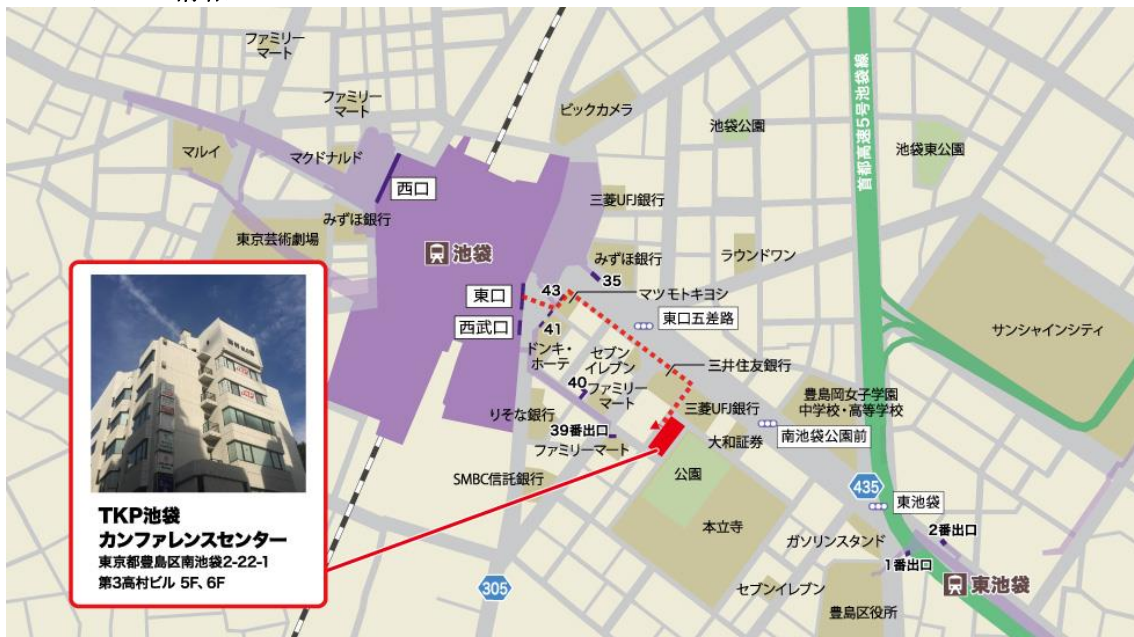 ファミリー
マート
ファミリー
マート
ビックカメラ
池袋公園
首都高速5号池袋線
池袋東公園
マルイ
マクドナルド
西口
三菱UFJ銀行
みずほ銀行
東京芸術劇場
池袋
みずほ銀行
ラウンドワン
35
東口
43
マツモトキヨシ
西武口
41
東口五差路
サンシャインシティ
ドンキ・
ホーテ
セブン
イレブン
三井住友銀行
40
ファミリー
マート
豊島岡女子学園
中学校・高等学校
りそな銀行
三菱UFJ銀行
39番出口
ファミリーマート
大和証券
南池袋公園前
SMBC信託銀行
公園
435
東池袋
本立寺
ガソリンスタンド
2番出口
1番出口
305
セブンイレブン
東池袋
豊島区役所
TKP池袋
カンファレンスセンター
東京都豊島区南池袋2-22-1
第3高村ビル 5F、6F